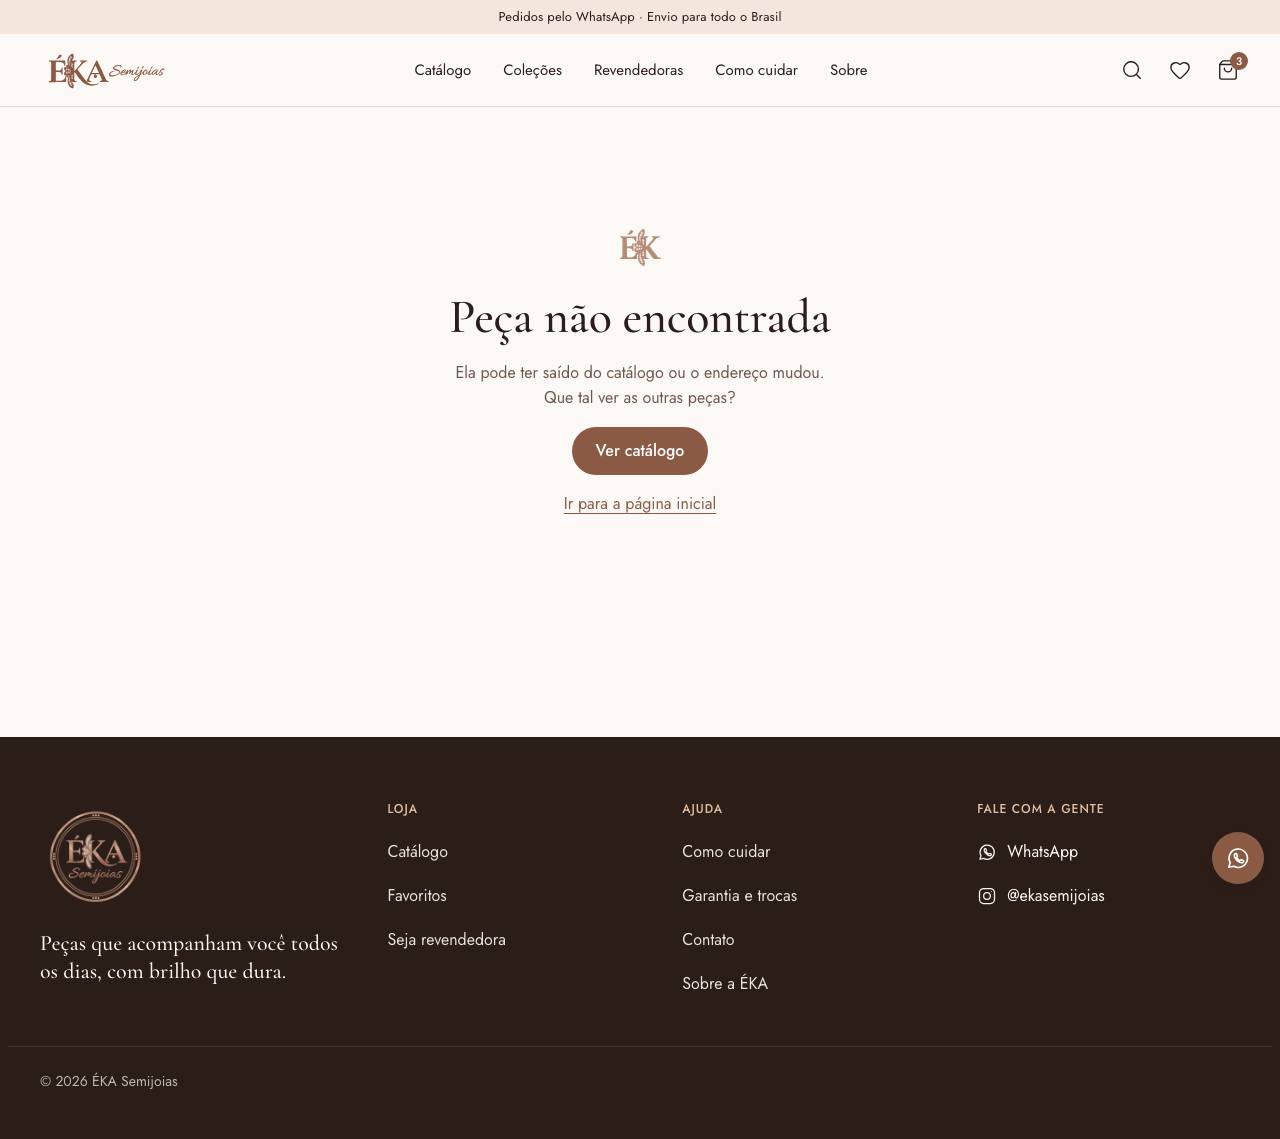 Pedidos pelo WhatsApp · Envio para todo o Brasil
ÉKA Semijoias
Catálogo
Coleções
Revendedoras
Como cuidar
Sobre
3
ÉK
Peça não encontrada
Ela pode ter saído do catálogo ou o endereço mudou.
Que tal ver as outras peças?
Ver catálogo
Ir para a página inicial
ÉKA
Semijoias
Peças que acompanham você todos
os dias, com brilho que dura.
LOJA
Catálogo
Favoritos
Seja revendedora
AJUDA
Como cuidar
Garantia e trocas
Contato
Sobre a ÉKA
FALE COM A GENTE
WhatsApp
@ekasemijoias
© 2026 ÉKA Semijoias